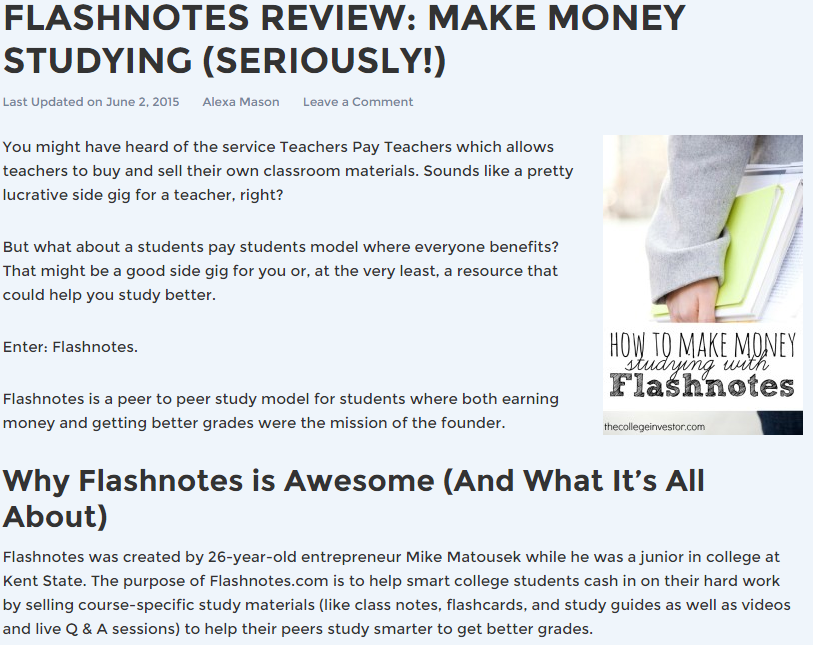 FLASHNOTES REVIEW: MAKE MONEY
STUDYING (SERIOUSLY!)
Last Updated on June 2, 2015 Alexa Mason Leave a Comment
You might have heard of the service Teachers Pay Teachers which allows
teachers to buy and sell their own classroom materials. Sounds like a pretty
lucrative side gig for a teacher, right?
But what about a students pay students model where everyone benefits?
That might be a good side gig for you or, at the very least, a resource that
could help you study better.
Enter: Flashnotes.
Flashnotes is a peer to peer study model for students where both earning
money and getting better grades were the mission of the founder.
HOW TO MAKE MONEY
studying with
Flashnotes
thecollegeinvestor.com
Why Flashnotes is Awesome (And What It’s All
About)
Flashnotes was created by 26-year-old entrepreneur Mike Matousek while he was a junior in college at
Kent State. The purpose of Flashnotes.com is to help smart college students cash in on their hard work
by selling course-specific study materials (like class notes, flashcards, and study guides as well as videos
and live Q & A sessions) to help their peers study smarter to get better grades.